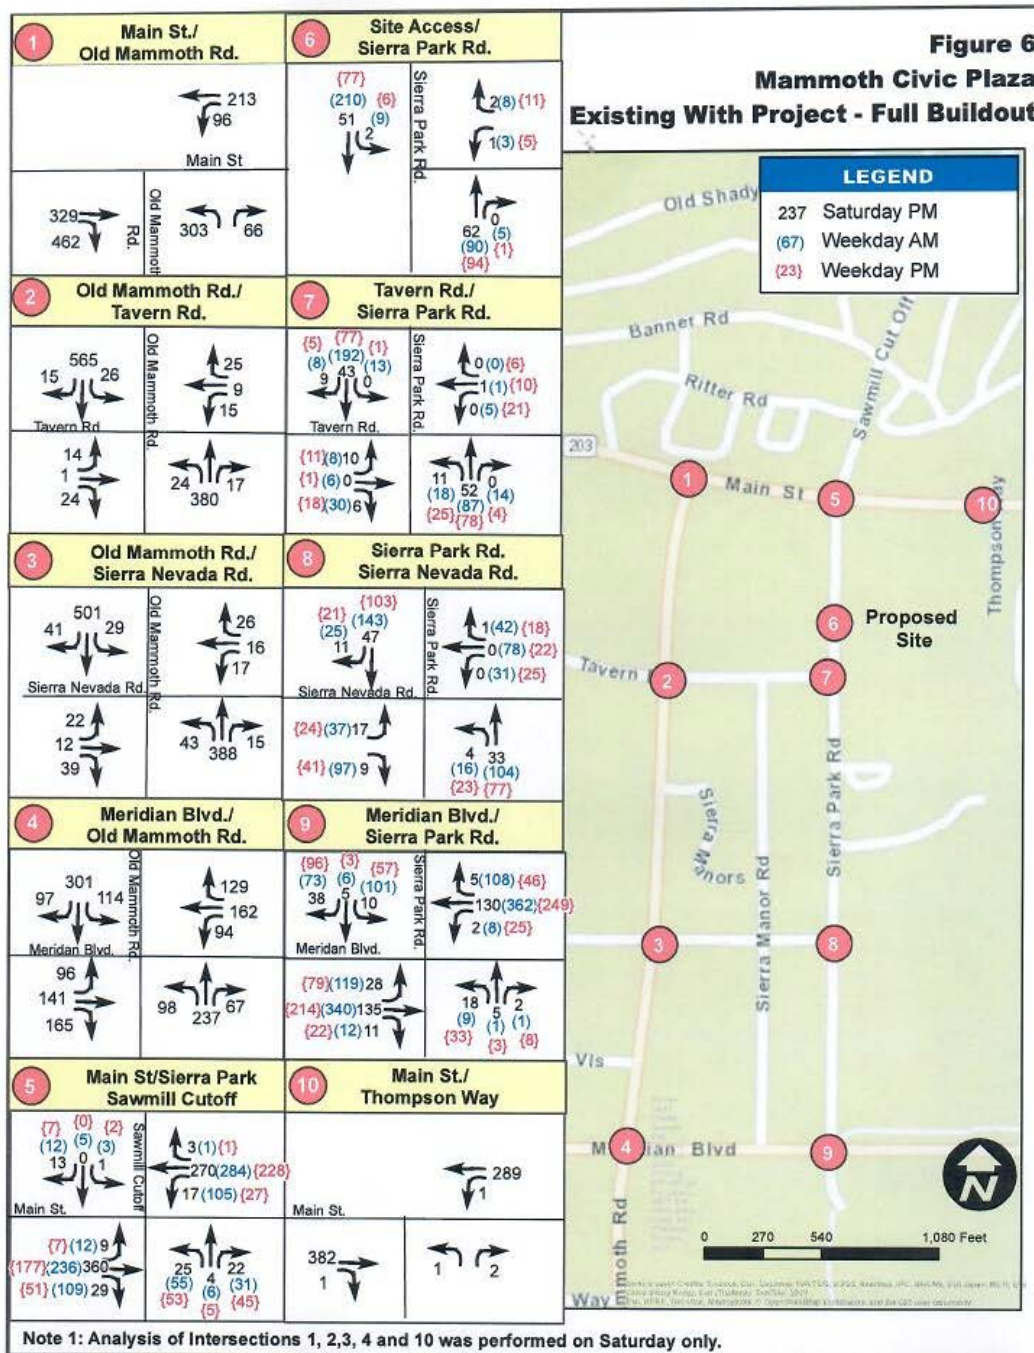 Figure 6
Mammoth Civic Plaza
Existing With Project - Full Buildout
1
Main St./
Old Mammoth Rd.
213
96
Main St
Old Mammoth
Rd.
329
462
303
66
6
Site Access/
Sierra Park Rd.
{77}
(210) {6}
51 (9)
2
Sierra Park Rd.
2(8){11}
1(3) {5}
0
62 (5)
(90) {1}
{94}
2
Old Mammoth Rd./
Tavern Rd.
565
15 26
Tavern Rd
Old Mammoth Rd.
25
9
15
14
1
24
24 17
380
7
Tavern Rd./
Sierra Park Rd.
{5} {77} {1}
(8) (192) (13)
9 43 0
Tavern Rd.
Sierra Park Rd.
0(0){6}
1(1){10}
0(5){21}
{11}(8)10
{1}(6)0
{18}(30)6
11 52 0
(18) (87) (14)
{25} {78} {4}
3
Old Mammoth Rd./
Sierra Nevada Rd.
501
41 29
Sierra Nevada Rd.
Old Mammoth Rd.
26
16
17
22
12
39
43 388 15
8
Sierra Park Rd.
Sierra Nevada Rd.
{21} {103}
(25) (143)
11 47
Sierra Nevada Rd.
Sierra Park Rd.
1(42) {18}
0(78) {22}
0(31) {25}
{24}(37)17
{41} (97) 9
4 33
(16) (104)
{23} {77}
4
Meridian Blvd./
Old Mammoth Rd.
301
97 114
Meridian Blvd.
Old Mammoth Rd.
129
162
94
96
141
165
98 237 67
9
Meridian Blvd./
Sierra Park Rd.
{96} {3} {57}
(73) (6) (101)
38 5 10
Meridan Blvd.
Sierra Park Rd.
5(108) {46}
130(362){249}
2(8){25}
{79}(119)28
{214}(340)135
{22}(12)11
18 5 2
(9) (1) (1)
{33} {3} {8}
5
Main St/Sierra Park
Sawmill Cutoff
{7} {0} {2}
(12) (5) (3)
13 0 1
Main St.
Sawmill Cutoff
3(1){1}
270(284){228}
17(105){27}
{7}(12)9
{177}(236)360
{51}(109)29
25 4 22
(55) (6) (31)
{53} {5} {45}
10
Main St./
Thompson Way
289
1
Main St.
382
1
1 2
LEGEND
237 Saturday PM
(67) Weekday AM
{23} Weekday PM
Old Shady
Bannet Rd
Ritter Rd
Sawmill Cut Off
203
1
Main St
5
10
Thompson
6
Proposed
Site
Tavern
2
7
Sierra Park Rd
Sierra Manors
Sierra Manor Rd
3
8
Vis
4
Blvd
9
N
Way
mmoth Rd
0 270 540 1,080 Feet
Note 1: Analysis of Intersections 1, 2,3, 4 and 10 was performed on Saturday only.